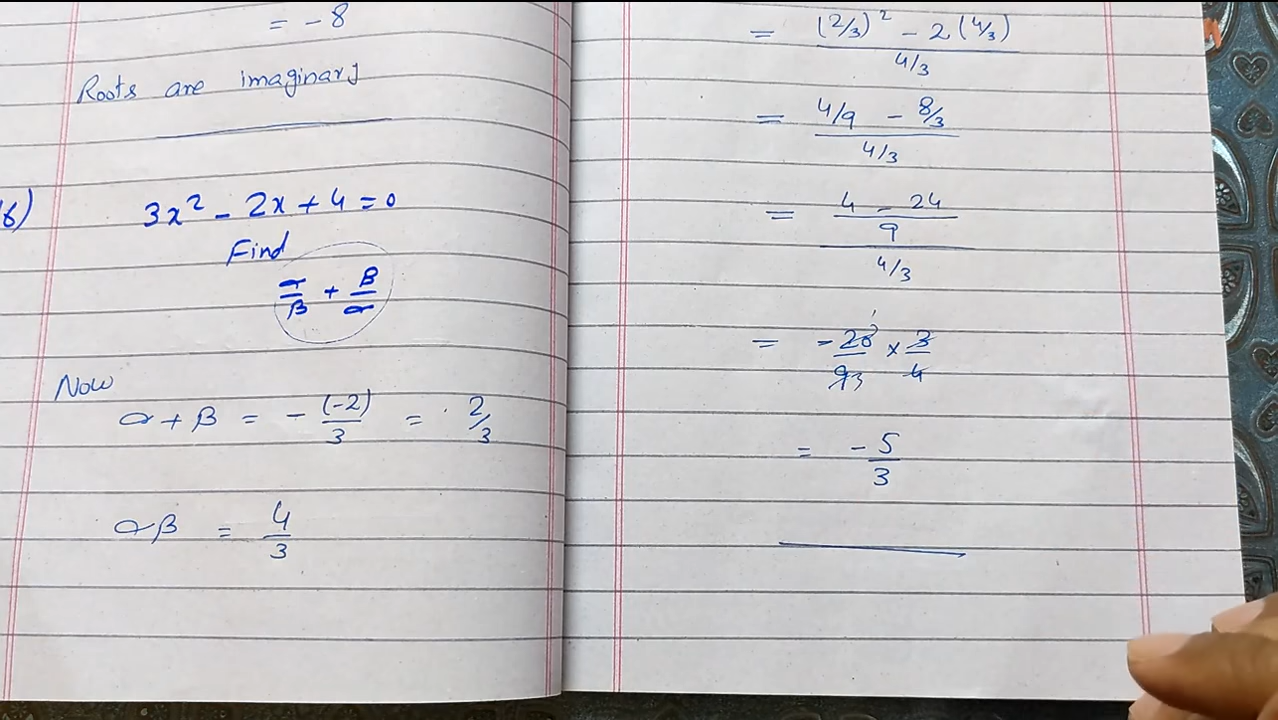 = -8
Roots are imaginary
16) 3x² - 2x + 4 = 0
Find
α/β + β/α
Now
α + β = - (-2)/3 = 2/3
αβ = 4/3
= ((2/3)² - 2(4/3)) / (4/3)
= (4/9 - 8/3) / (4/3)
= ((4 - 24)/9) / (4/3)
= -20/9 3 × 3/4
= -5/3